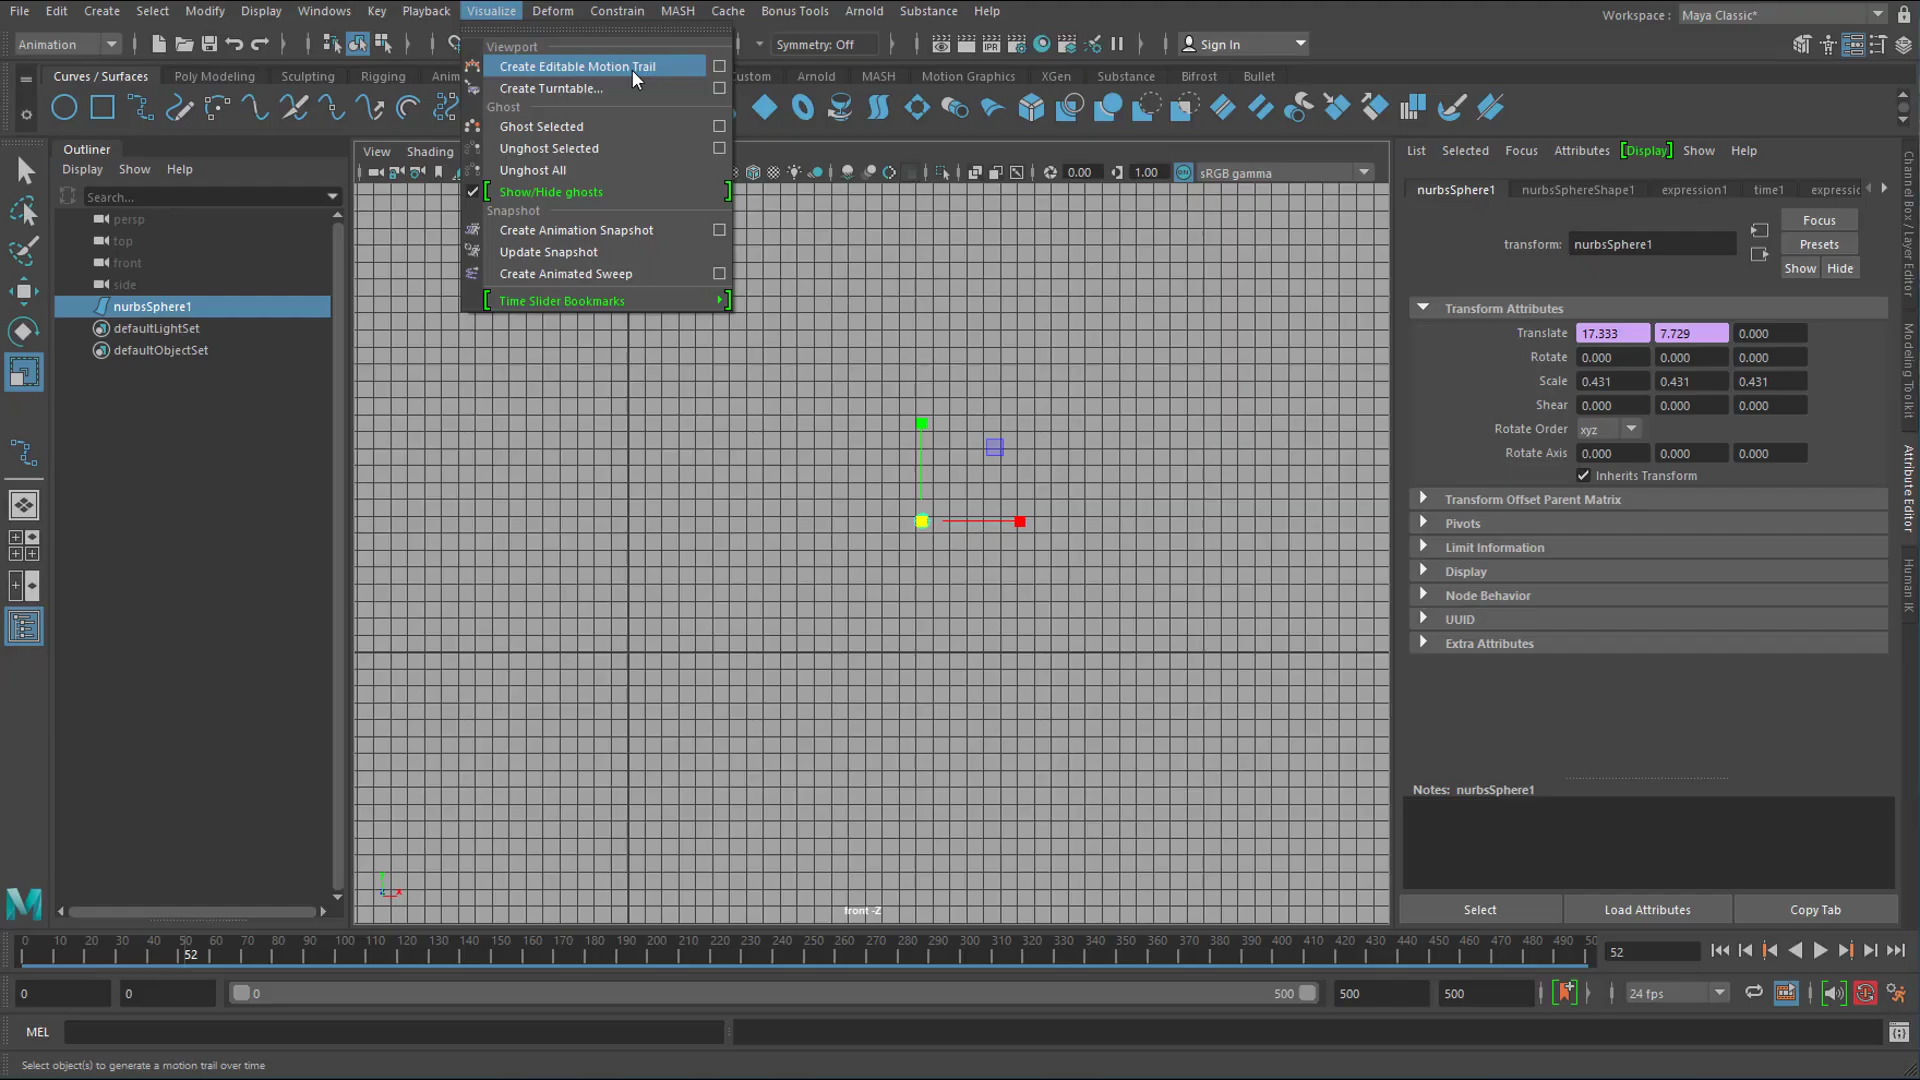 File Edit Create Select Modify Display Windows Key Playback Visualize Deform Constrain MASH Cache Bonus Tools Arnold Substance Help
Workspace : Maya Classic*
Animation
Symmetry: Off
Sign In
Curves / Surfaces Poly Modeling Sculpting Rigging Anim
ustom Arnold MASH Motion Graphics XGen Substance Bifrost Bullet
Viewport
Create Editable Motion Trail
Create Turntable...
Ghost
Ghost Selected
Unghost Selected
Unghost All
Show/Hide ghosts
Snapshot
Create Animation Snapshot
Update Snapshot
Create Animated Sweep
Time Slider Bookmarks
Outliner
Display Show Help
Search...
persp
top
front
side
nurbsSphere1
defaultLightSet
defaultObjectSet
View Shading
0.00 1.00 sRGB gamma
front -Z
List Selected Focus Attributes Display Show Help
nurbsSphere1 nurbsSphereShape1 expression1 time1 expressic
transform: nurbsSphere1
Focus
Presets
Show Hide
Transform Attributes
Translate 17.333 7.729 0.000
Rotate 0.000 0.000 0.000
Scale 0.431 0.431 0.431
Shear 0.000 0.000 0.000
Rotate Order xyz
Rotate Axis 0.000 0.000 0.000
Inherits Transform
Transform Offset Parent Matrix
Pivots
Limit Information
Display
Node Behavior
UUID
Extra Attributes
Notes: nurbsSphere1
Select Load Attributes Copy Tab
Channel Box / Layer Editor
Modeling Toolkit
Attribute Editor
Human IK
0 10 20 30 40 50 60 70 80 90 100 110 120 130 140 150 160 170 180 190 200 210 220 230 240 250 260 270 280 290 300 310 320 330 340 350 360 370 380 390 400 410 420 430 440 450 460 470 480 490 50
52
52
0 0 0 500 500 500 24 fps
MEL
Select object(s) to generate a motion trail over time